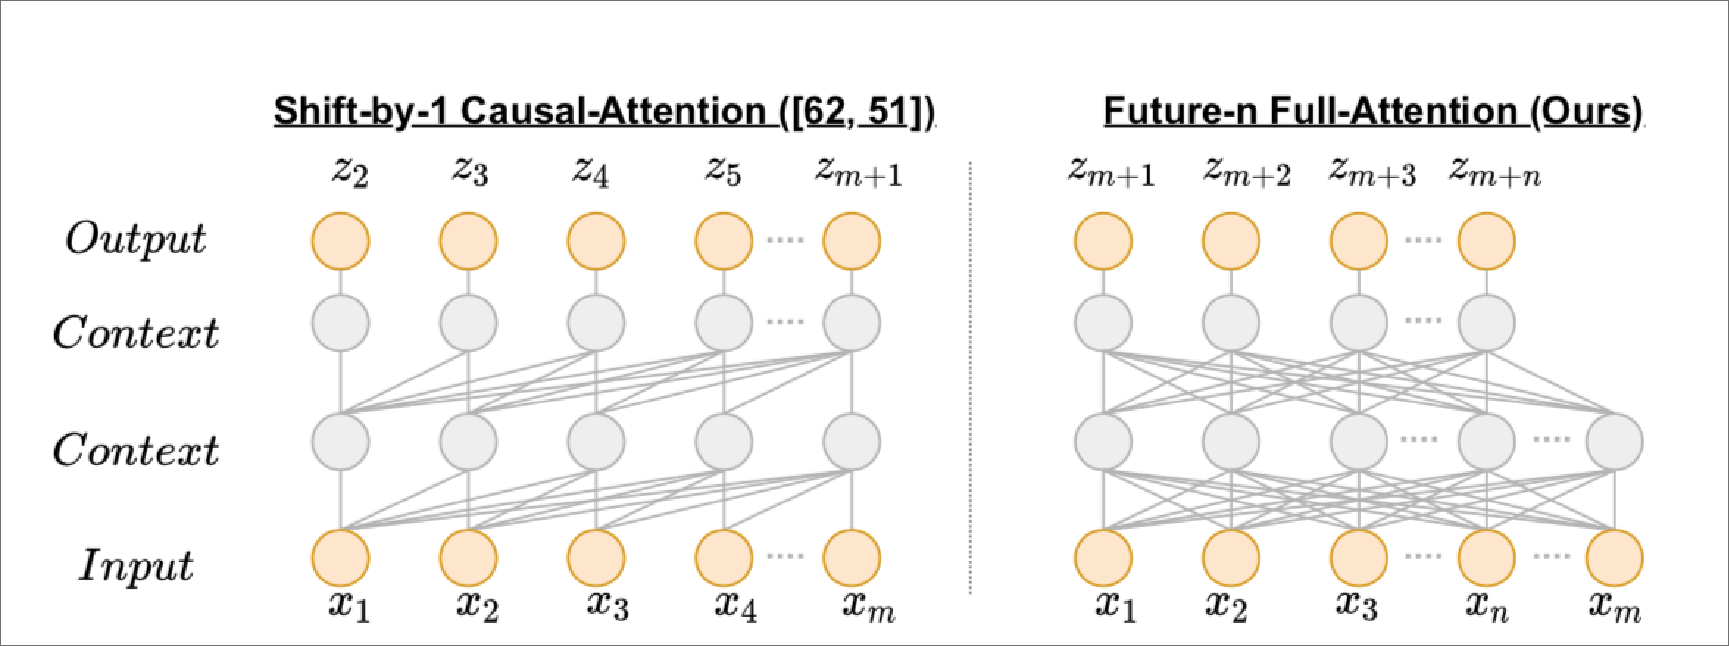 Shift-by-1 Causal-Attention ([62, 51])
z_2 z_3 z_4 z_5 z_{m+1}
Output
Context
Context
Input
x_1 x_2 x_3 x_4 x_m
Future-n Full-Attention (Ours)
z_{m+1} z_{m+2} z_{m+3} z_{m+n}
x_1 x_2 x_3 x_n x_m